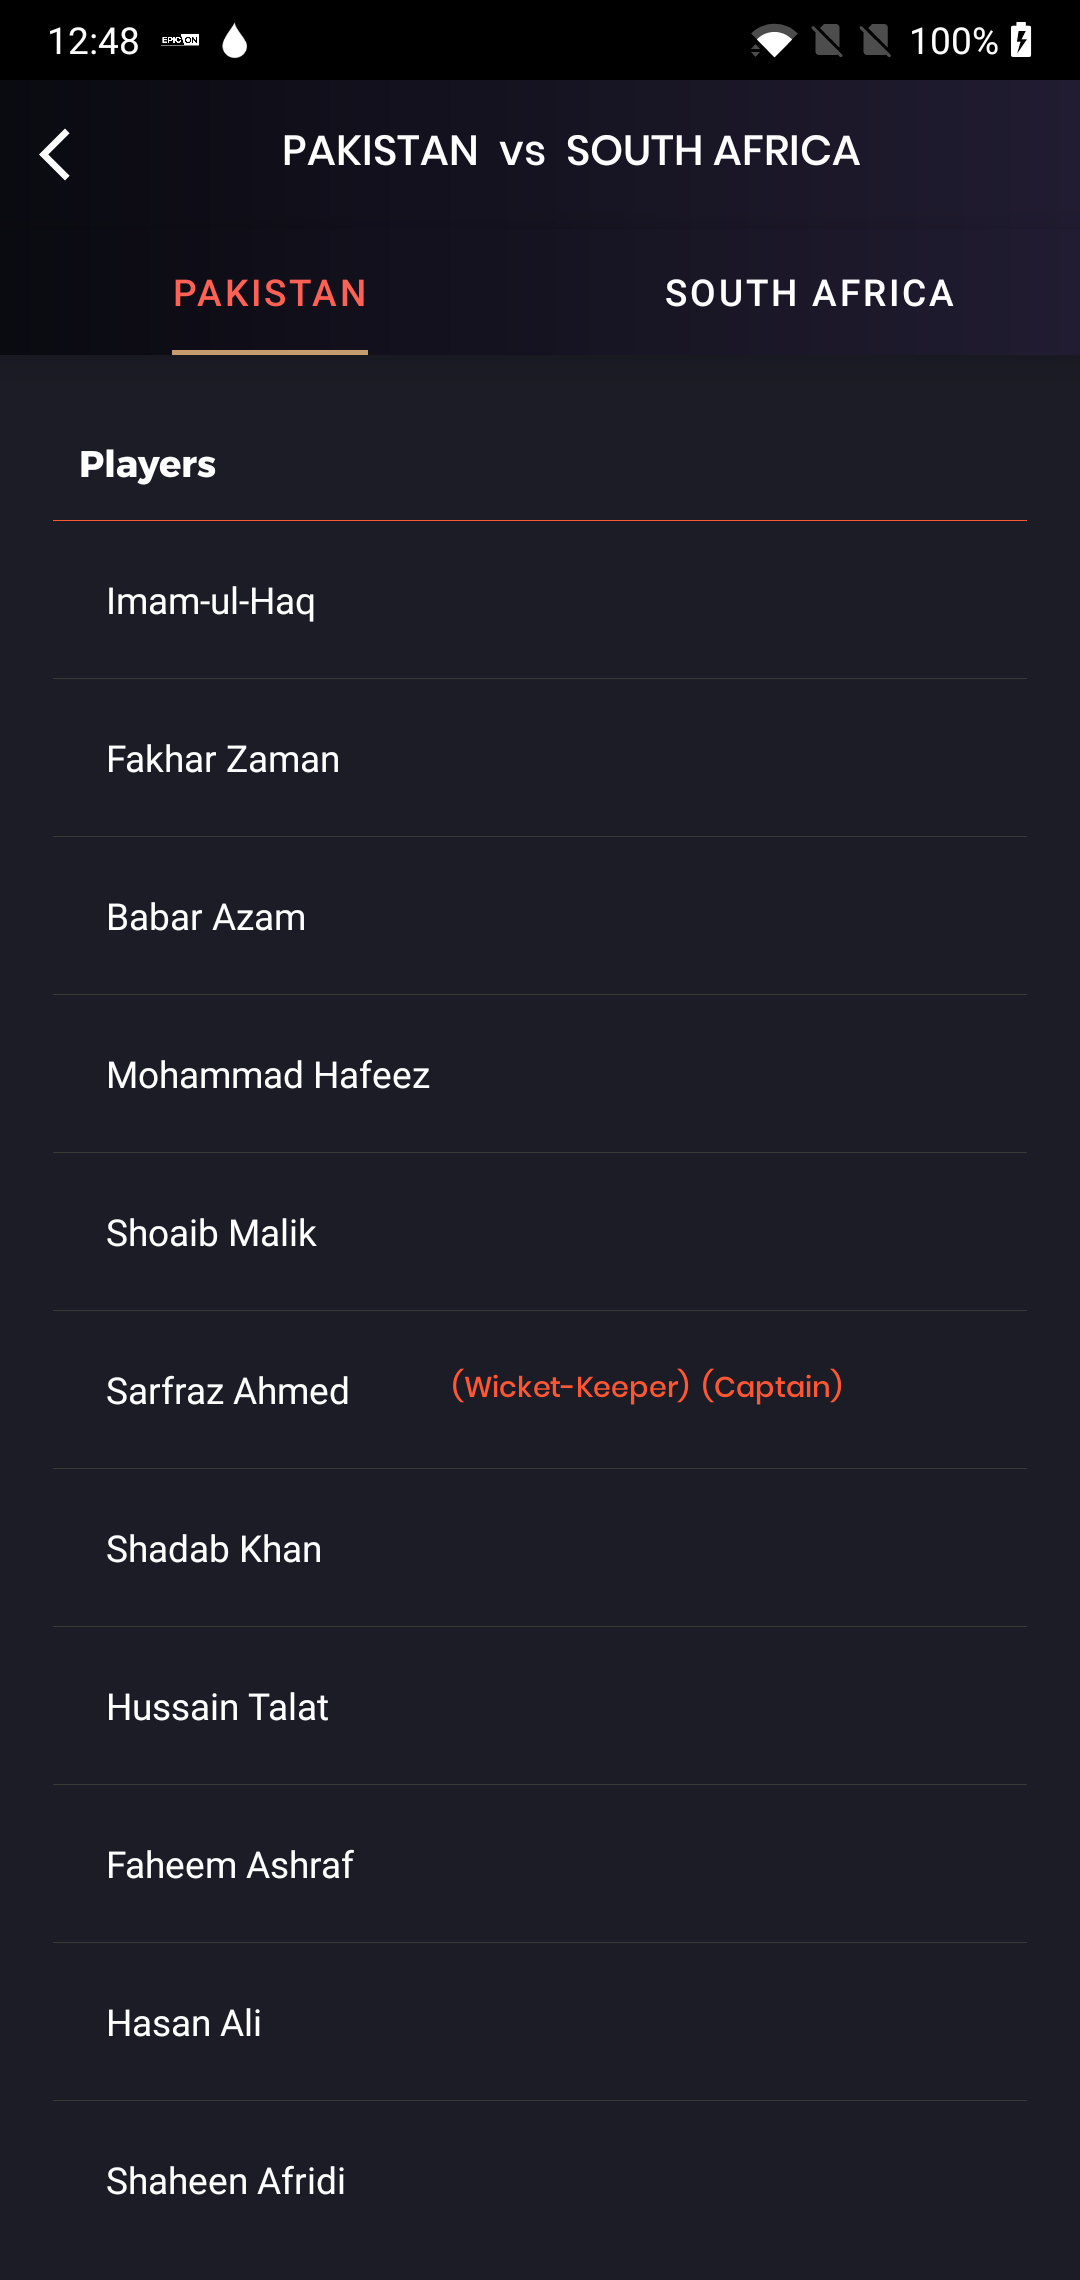 12:48 EPIC ON 100%
PAKISTAN vs SOUTH AFRICA
PAKISTAN SOUTH AFRICA
Players
Imam-ul-Haq
Fakhar Zaman
Babar Azam
Mohammad Hafeez
Shoaib Malik
Sarfraz Ahmed (Wicket-Keeper) (Captain)
Shadab Khan
Hussain Talat
Faheem Ashraf
Hasan Ali
Shaheen Afridi